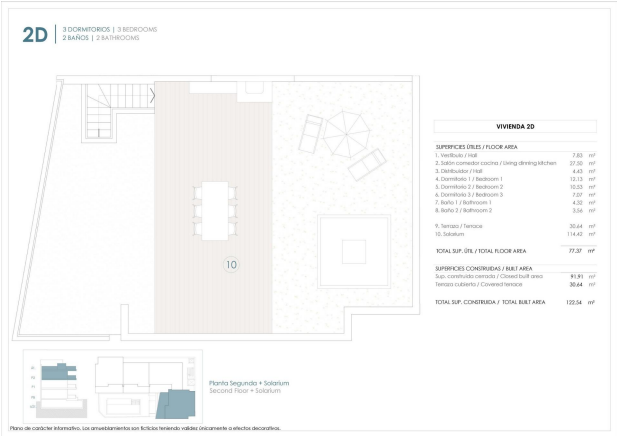 2D
3 DORMITORIOS | 3 BEDROOMS
2 BAÑOS | 2 BATHROOMS
10
VIVIENDA 2D
SUPERFICIES ÚTILES / FLOOR AREA
1. Vestíbulo / Hall 7.83 m²
2. Salón comedor cocina / Living dinning kitchen 27.50 m²
3. Distribuidor / Hall 4.43 m²
4. Dormitorio 1 / Bedroom 1 12.13 m²
5. Dormitorio 2 / Bedroom 2 10.53 m²
6. Dormitorio 3 / Bedroom 3 7.07 m²
7. Baño 1 / Bathroom 1 4.32 m²
8. Baño 2 / Bathroom 2 3.56 m²
9. Terraza / Terrace 30.64 m²
10. Solarium 114.42 m²
TOTAL SUP. ÚTIL / TOTAL FLOOR AREA 77.37 m²
SUPERFICIES CONSTRUIDAS / BUILT AREA
Sup. construida cerrada / Closed built area 91.91 m²
Terraza cubierta / Covered terrace 30.64 m²
TOTAL SUP. CONSTRUIDA / TOTAL BUILT AREA 122.54 m²
Planta Segunda + Solarium
Second Floor + Solarium
Plano de carácter informativo. Los amueblamientos son ficticios teniendo validez únicamente a efectos decorativos.